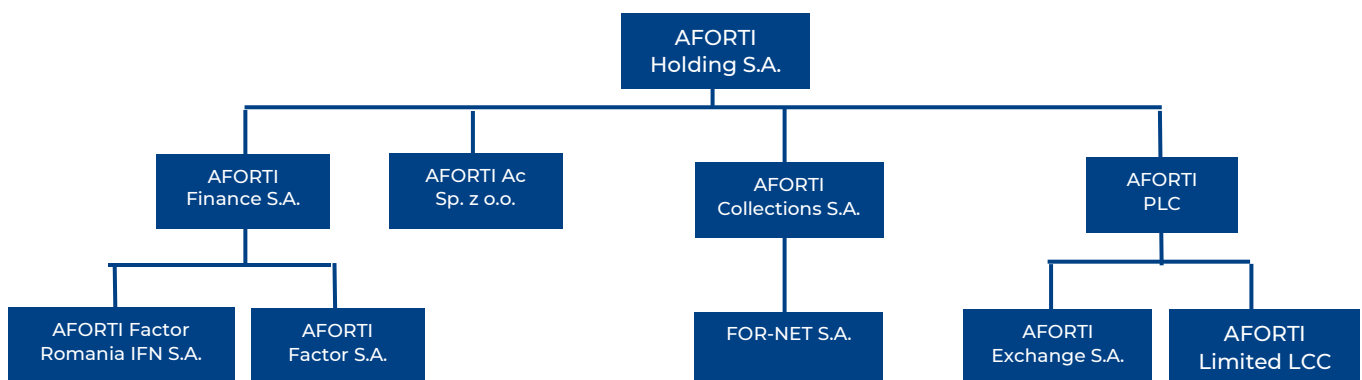 AFORTI
Holding S.A.
AFORTI
Finance S.A.
AFORTI Ac
Sp. z o.o.
AFORTI
Collections S.A.
AFORTI
PLC
AFORTI Factor
Romania IFN S.A.
AFORTI
Factor S.A.
FOR-NET S.A.
AFORTI
Exchange S.A.
AFORTI
Limited LCC